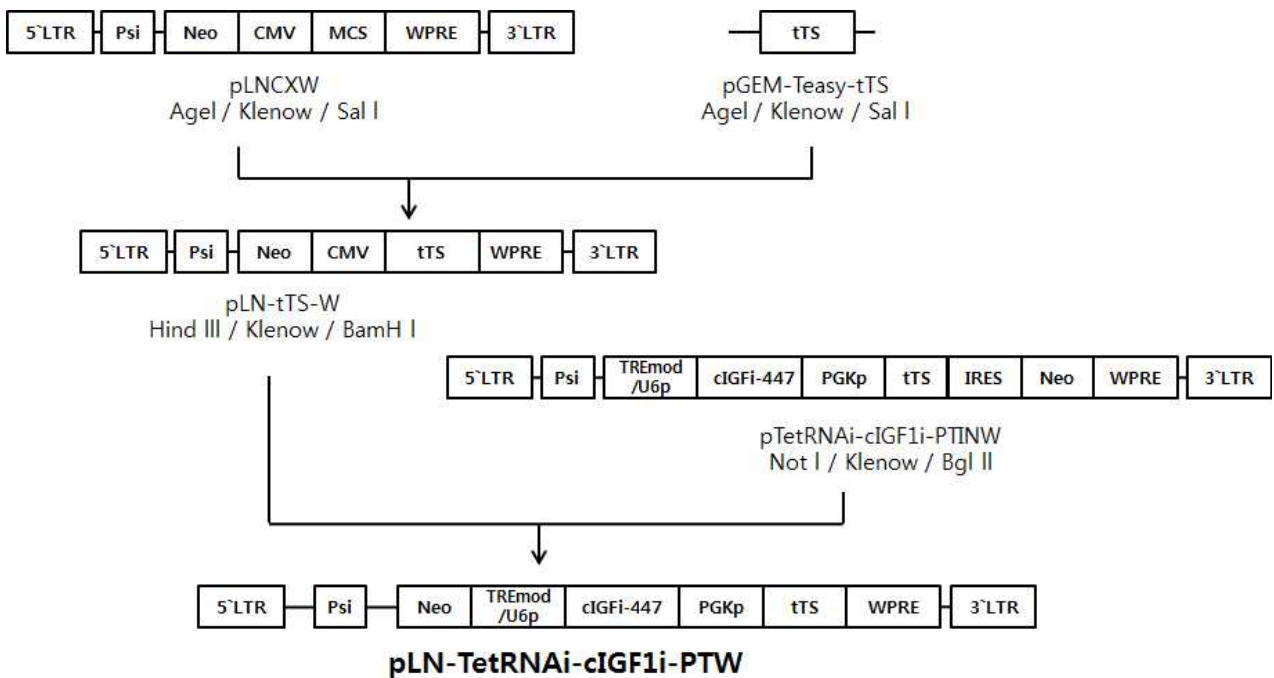 5`LTR Psi Neo CMV MCS WPRE 3`LTR
tTS
pLNCXW
AgeI / Klenow / Sal I
pGEM-Teasy-tTS
AgeI / Klenow / Sal I
5`LTR Psi Neo CMV tTS WPRE 3`LTR
pLN-tTS-W
Hind III / Klenow / BamH I
5`LTR Psi TREmod /U6p cIGFi-447 PGKp tTS IRES Neo WPRE 3`LTR
pTetRNAi-cIGF1i-PTINW
Not I / Klenow / Bgl II
5`LTR Psi Neo TREmod /U6p cIGFi-447 PGKp tTS WPRE 3`LTR
pLN-TetRNAi-cIGF1i-PTW